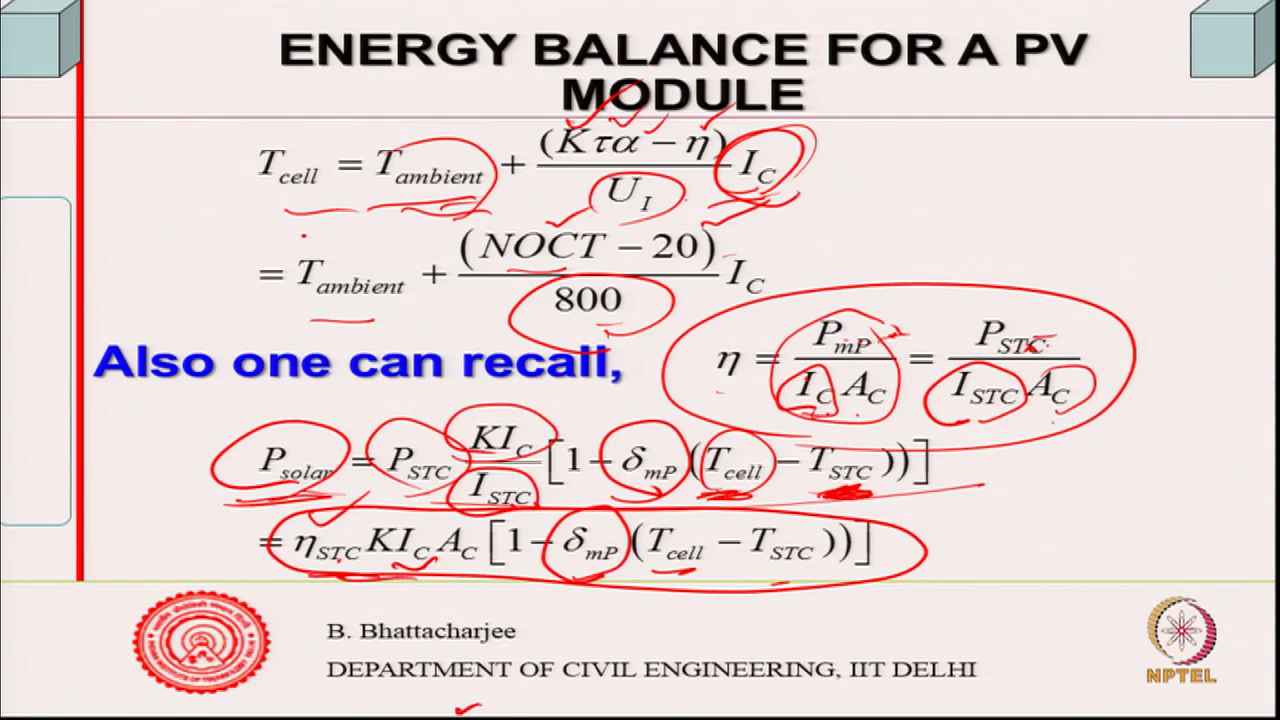 ENERGY BALANCE FOR A PV
MODULE
T_cell = T_ambient + (Kτα − η) / U_I I_C
= T_ambient + (NOCT − 20) / 800 I_C
Also one can recall,
η = P_mP / I_C A_C = P_STC / I_STC A_C
P_solar = P_STC KI_C / I_STC [1− δ_mP (T_cell − T_STC ))]
= η_STC KI_C A_C [1− δ_mP (T_cell − T_STC ))]
B. Bhattacharjee
DEPARTMENT OF CIVIL ENGINEERING, IIT DELHI
NPTEL